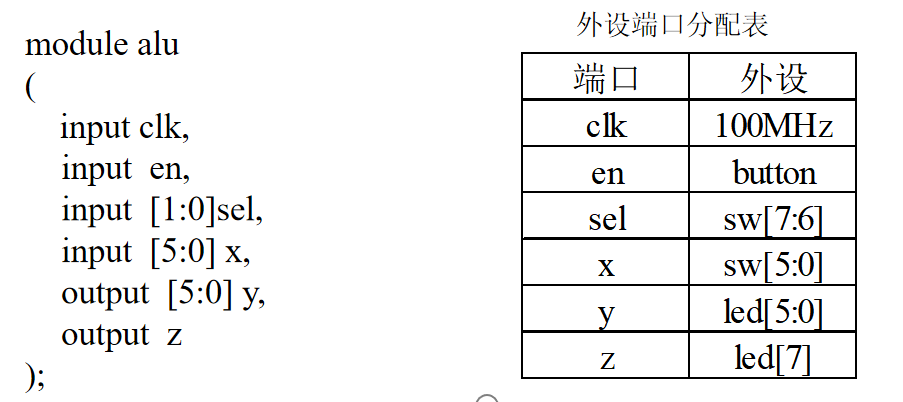 module alu
(
input clk,
input en,
input [1:0]sel,
input [5:0] x,
output [5:0] y,
output z
);
外设端口分配表
端口 外设
clk 100MHz
en button
sel sw[7:6]
x sw[5:0]
y led[5:0]
z led[7]